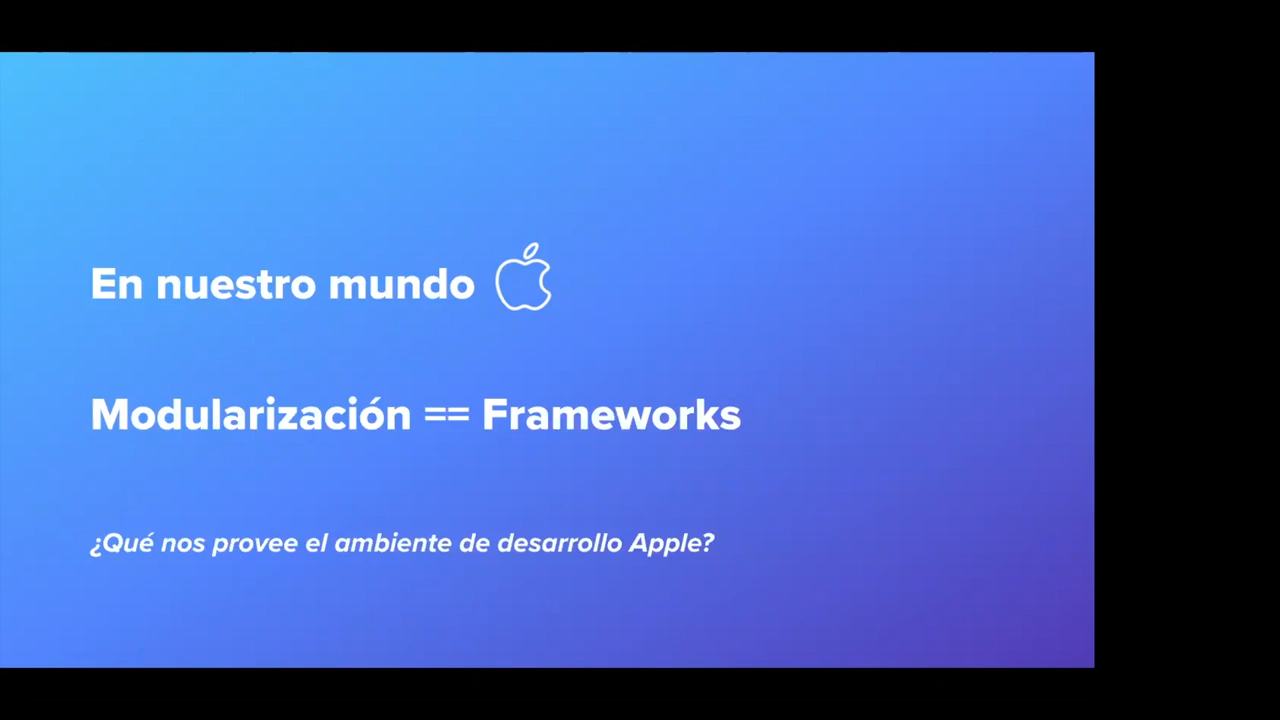 En nuestro mundo
Modularización == Frameworks
¿Qué nos provee el ambiente de desarrollo Apple?